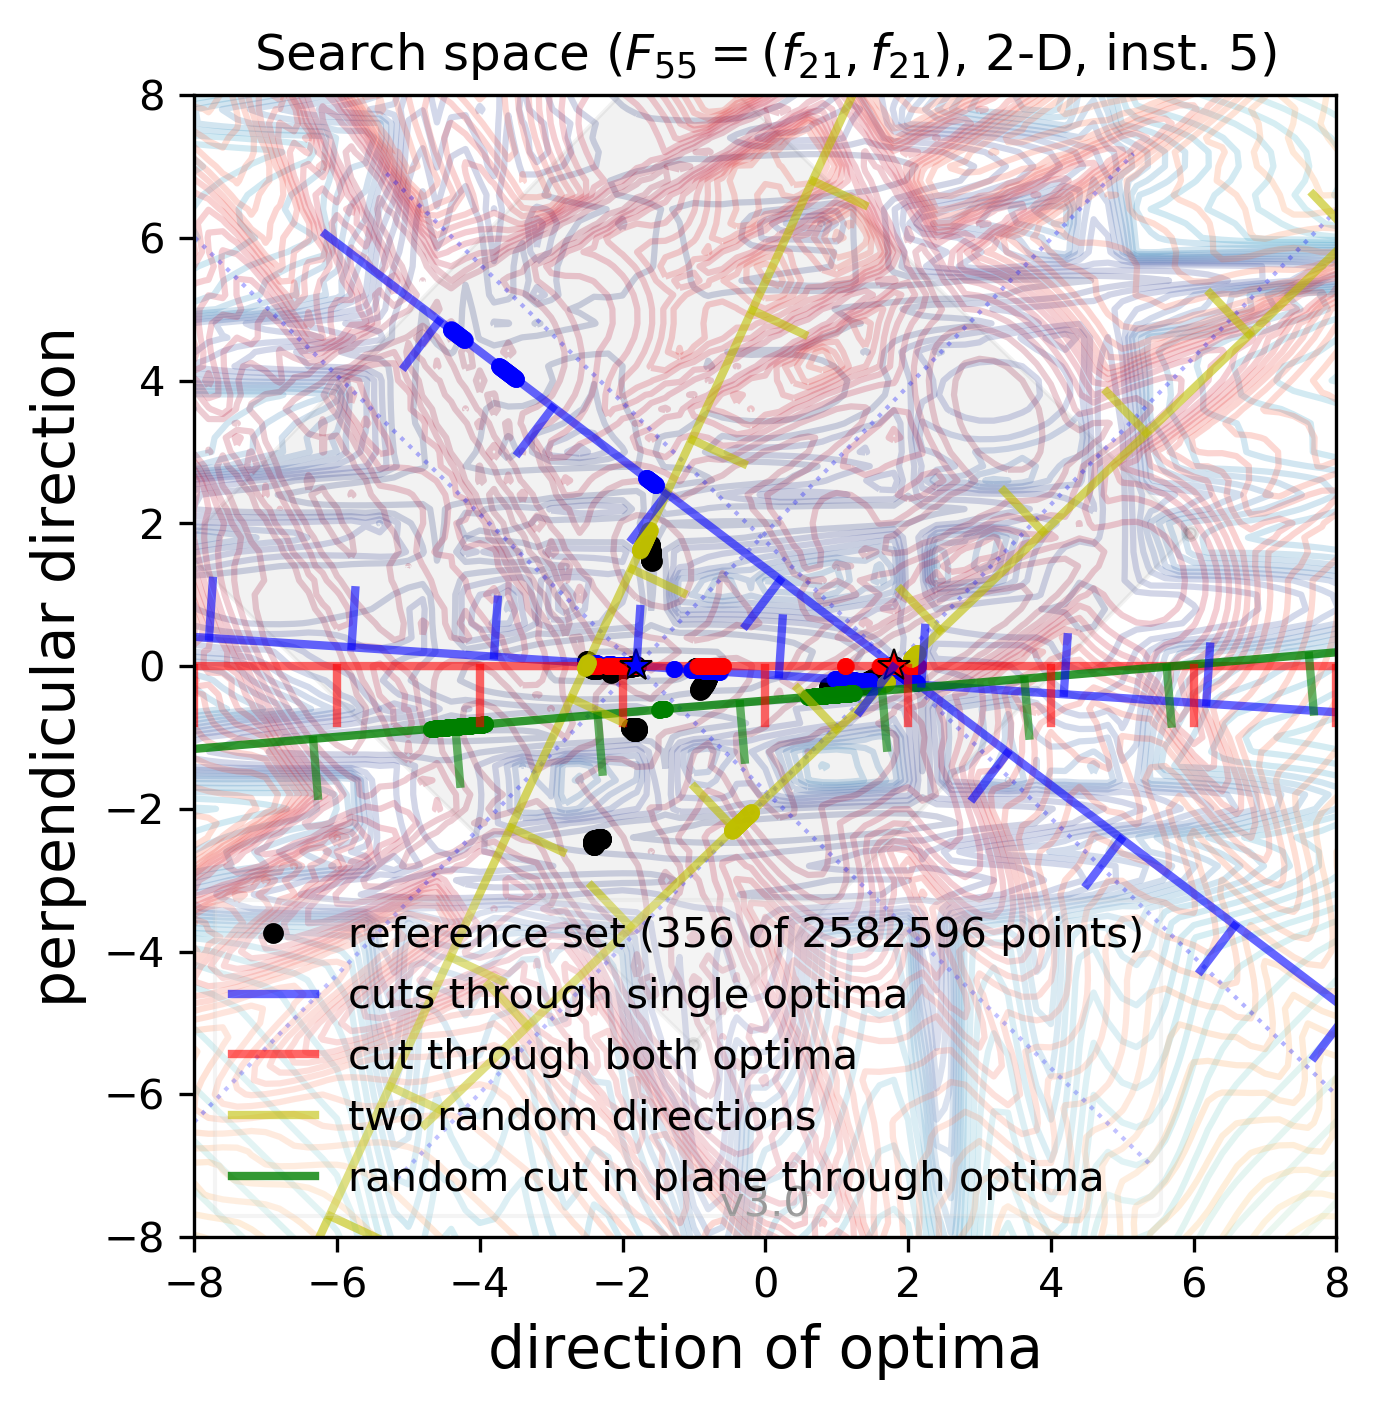 Search space (F₅₅ = (f₂₁, f₂₁), 2-D, inst. 5)
8
6
4
2
0
−2
−4
−6
−8
perpendicular direction
reference set (356 of 2582596 points)
cuts through single optima
cut through both optima
two random directions
random cut in plane through optima
v3.0
−8 −6 −4 −2 0 2 4 6 8
direction of optima